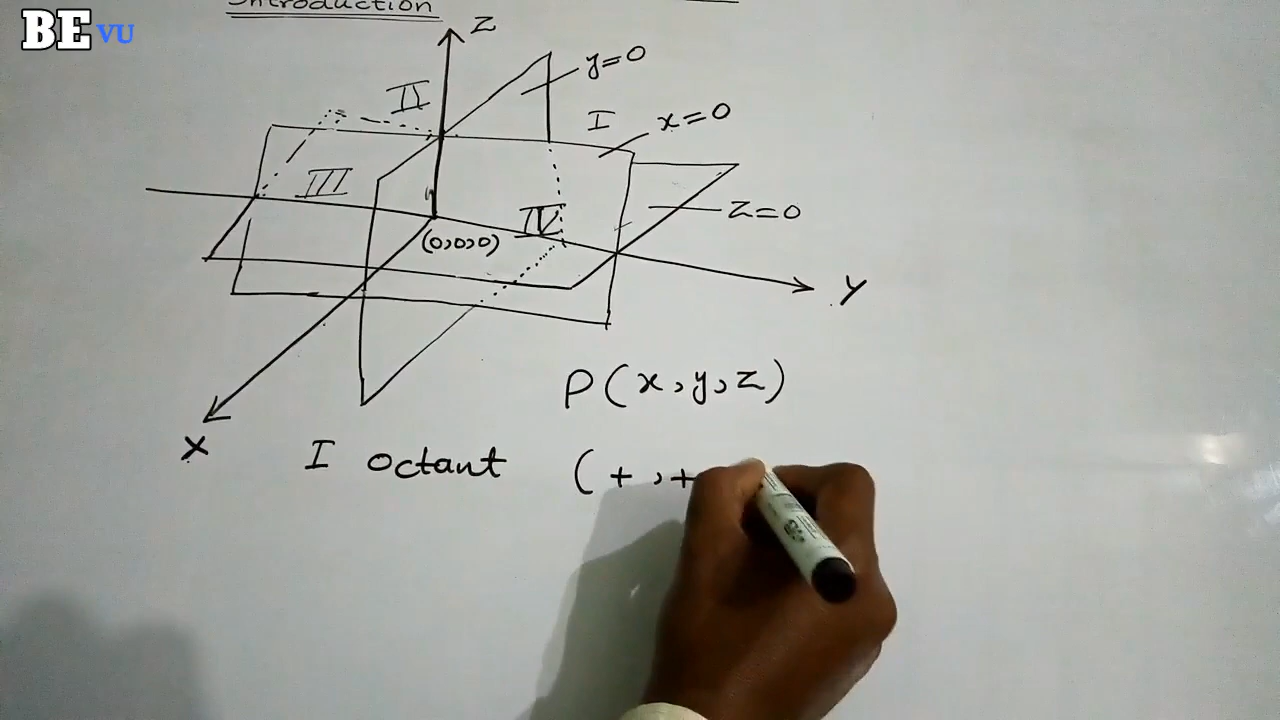 Introduction
BE VU
Z
y=0
II
I
x=0
III
IV
z=0
(0,0,0)
y
P(x,y,z)
x
I octant (+,+